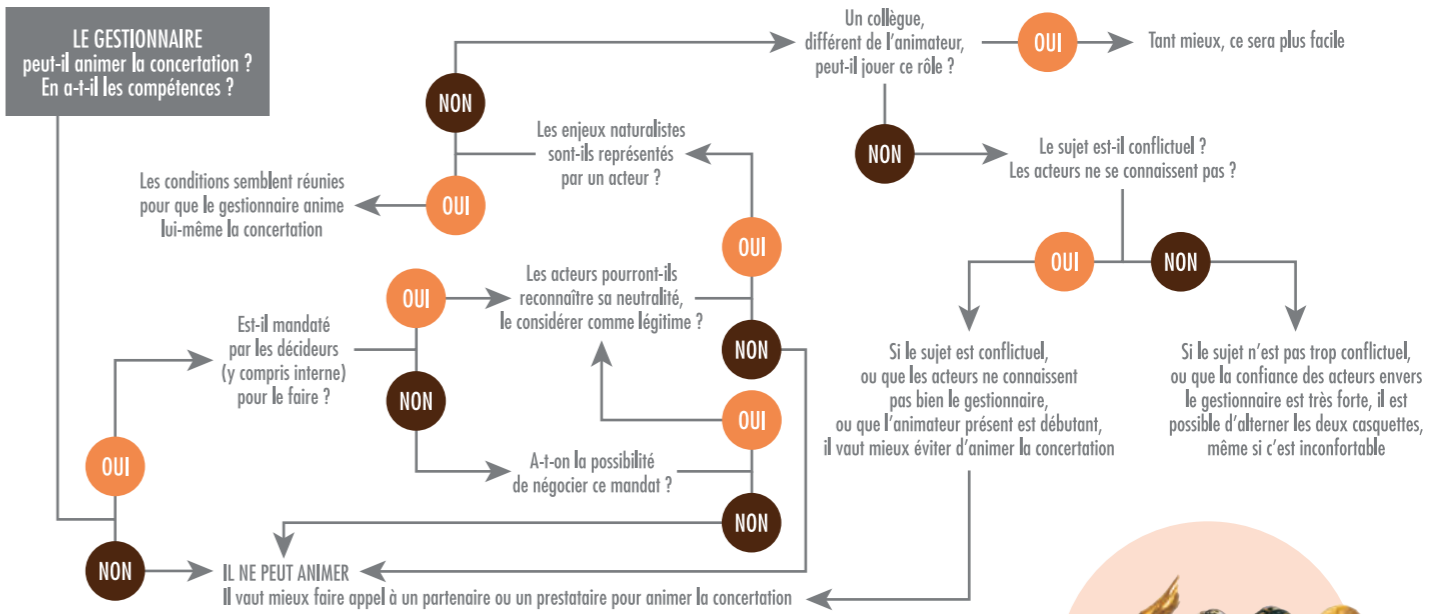 LE GESTIONNAIRE
peut-il animer la concertation ?
En a-t-il les compétences ?
OUI
NON
Est-il mandaté
par les décideurs
(y compris interne)
pour le faire ?
OUI
NON
Les acteurs pourront-ils
reconnaître sa neutralité,
le considérer comme légitime ?
OUI
NON
A-t-on la possibilité
de négocier ce mandat ?
OUI
NON
IL NE PEUT ANIMER
Il vaut mieux faire appel à un partenaire ou un prestataire pour animer la concertation
Les enjeux naturalistes
sont-ils représentés
par un acteur ?
NON
OUI
Les conditions semblent réunies
pour que le gestionnaire anime
lui-même la concertation
Un collègue,
différent de l'animateur,
peut-il jouer ce rôle ?
OUI
Tant mieux, ce sera plus facile
NON
Le sujet est-il conflictuel ?
Les acteurs ne se connaissent pas ?
OUI
NON
Si le sujet est conflictuel,
ou que les acteurs ne connaissent
pas bien le gestionnaire,
ou que l'animateur présent est débutant,
il vaut mieux éviter d'animer la concertation
Si le sujet n'est pas trop conflictuel,
ou que la confiance des acteurs envers
le gestionnaire est très forte, il est
possible d'alterner les deux casquettes,
même si c'est inconfortable